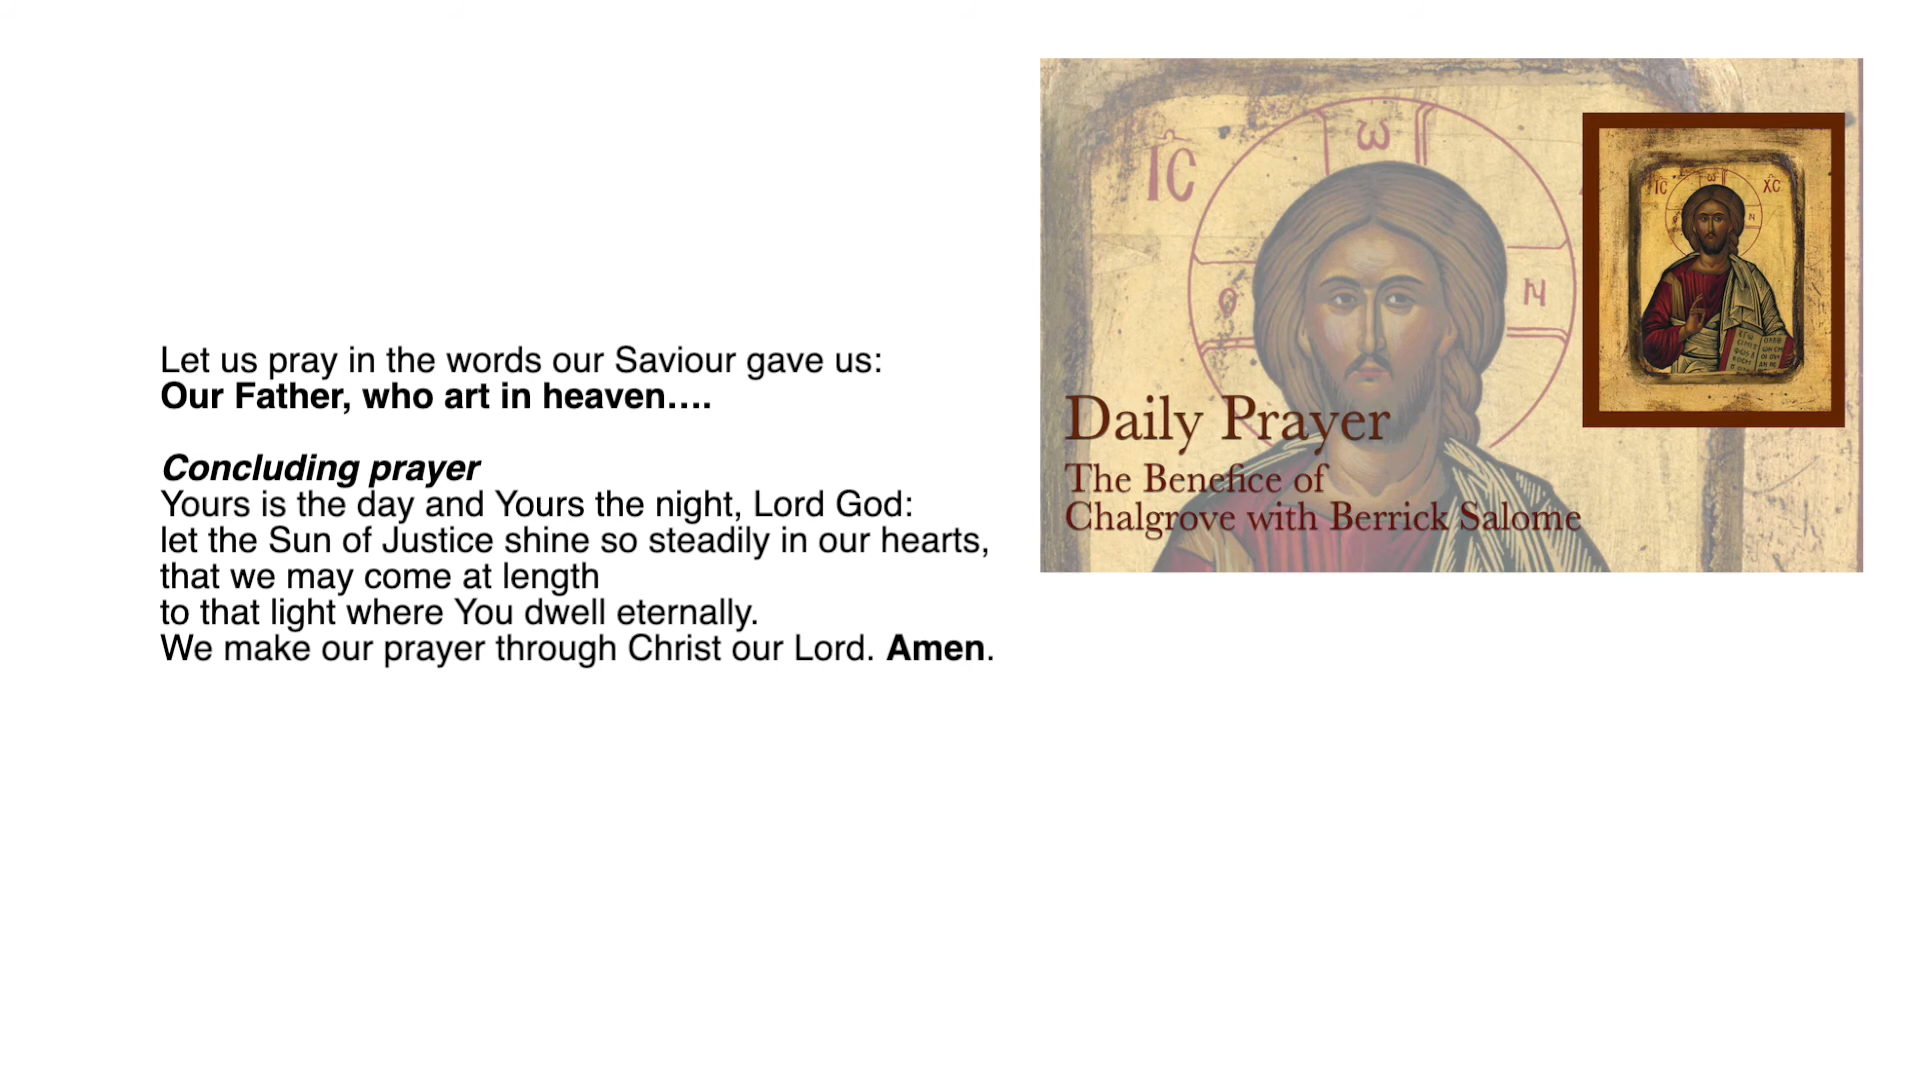 Let us pray in the words our Saviour gave us:
Our Father, who art in heaven....
Concluding prayer
Yours is the day and Yours the night, Lord God:
let the Sun of Justice shine so steadily in our hearts,
that we may come at length
to that light where You dwell eternally.
We make our prayer through Christ our Lord. Amen.
ω
IC
Ν
Daily Prayer
The Benefice of
Chalgrove with Berrick Salome
IC
ω
XC
N